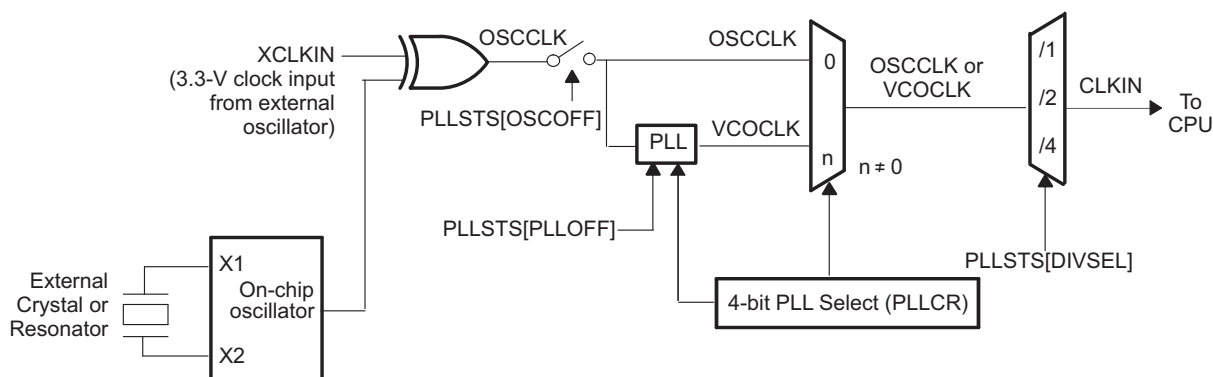 XCLKIN
(3.3-V clock input
from external
oscillator)
OSCCLK
PLLSTS[OSCOFF]
OSCCLK
0
OSCCLK or
VCOCLK
/1
/2
/4
CLKIN
To
CPU
PLL
VCOCLK
n
n ≠ 0
PLLSTS[PLLOFF]
PLLSTS[DIVSEL]
4-bit PLL Select (PLLCR)
External
Crystal or
Resonator
X1
On-chip
oscillator
X2